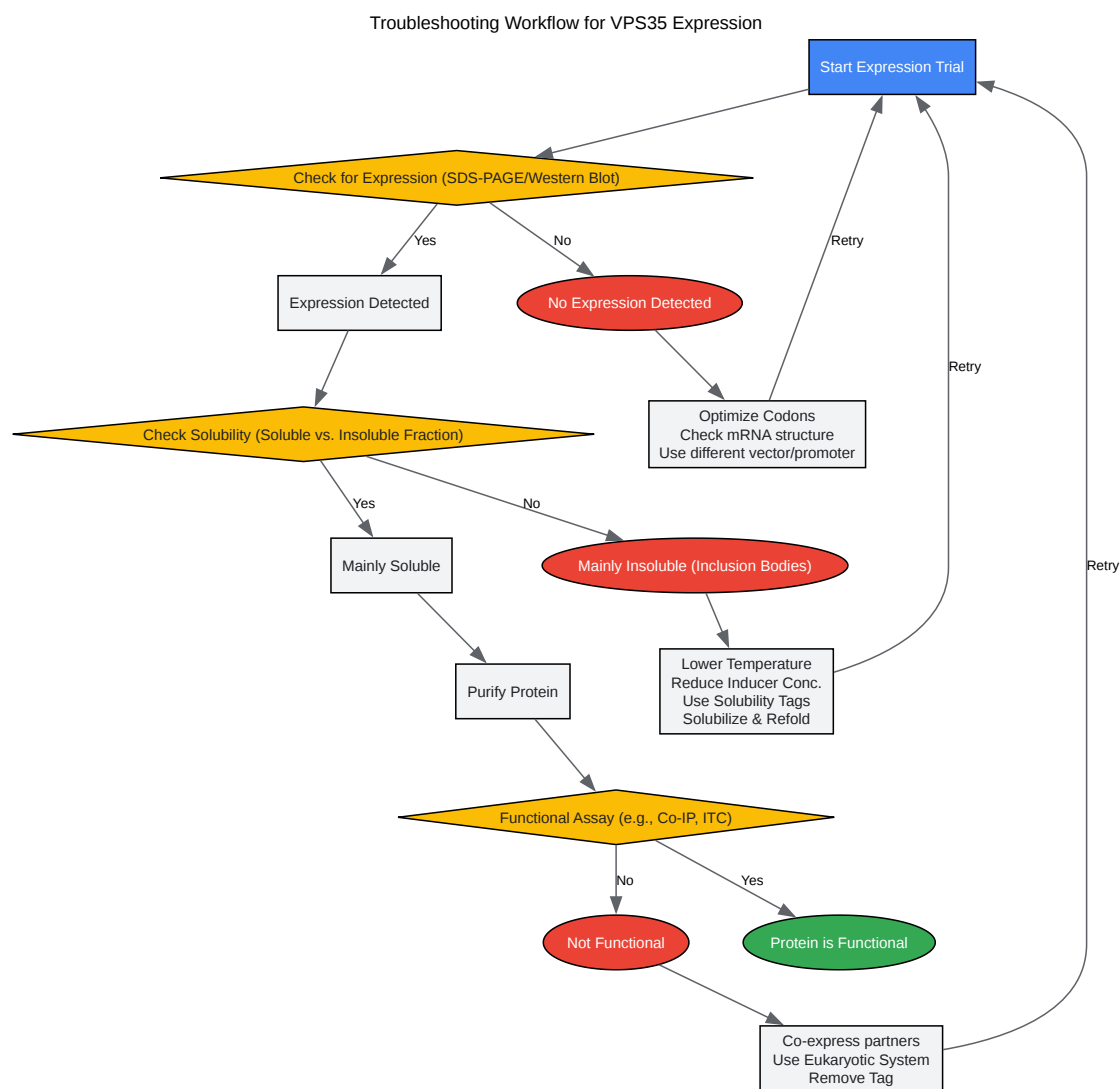 Troubleshooting Workflow for VPS35 Expression
Start Expression Trial
Check for Expression (SDS-PAGE/Western Blot)
Yes
No
Retry
Expression Detected
No Expression Detected
Retry
Optimize Codons
Check mRNA structure
Use different vector/promoter
Check Solubility (Soluble vs. Insoluble Fraction)
Yes
No
Mainly Soluble
Mainly Insoluble (Inclusion Bodies)
Retry
Lower Temperature
Reduce Inducer Conc.
Use Solubility Tags
Solubilize & Refold
Purify Protein
Functional Assay (e.g., Co-IP, ITC)
No
Yes
Not Functional
Protein is Functional
Co-express partners
Use Eukaryotic System
Remove Tag